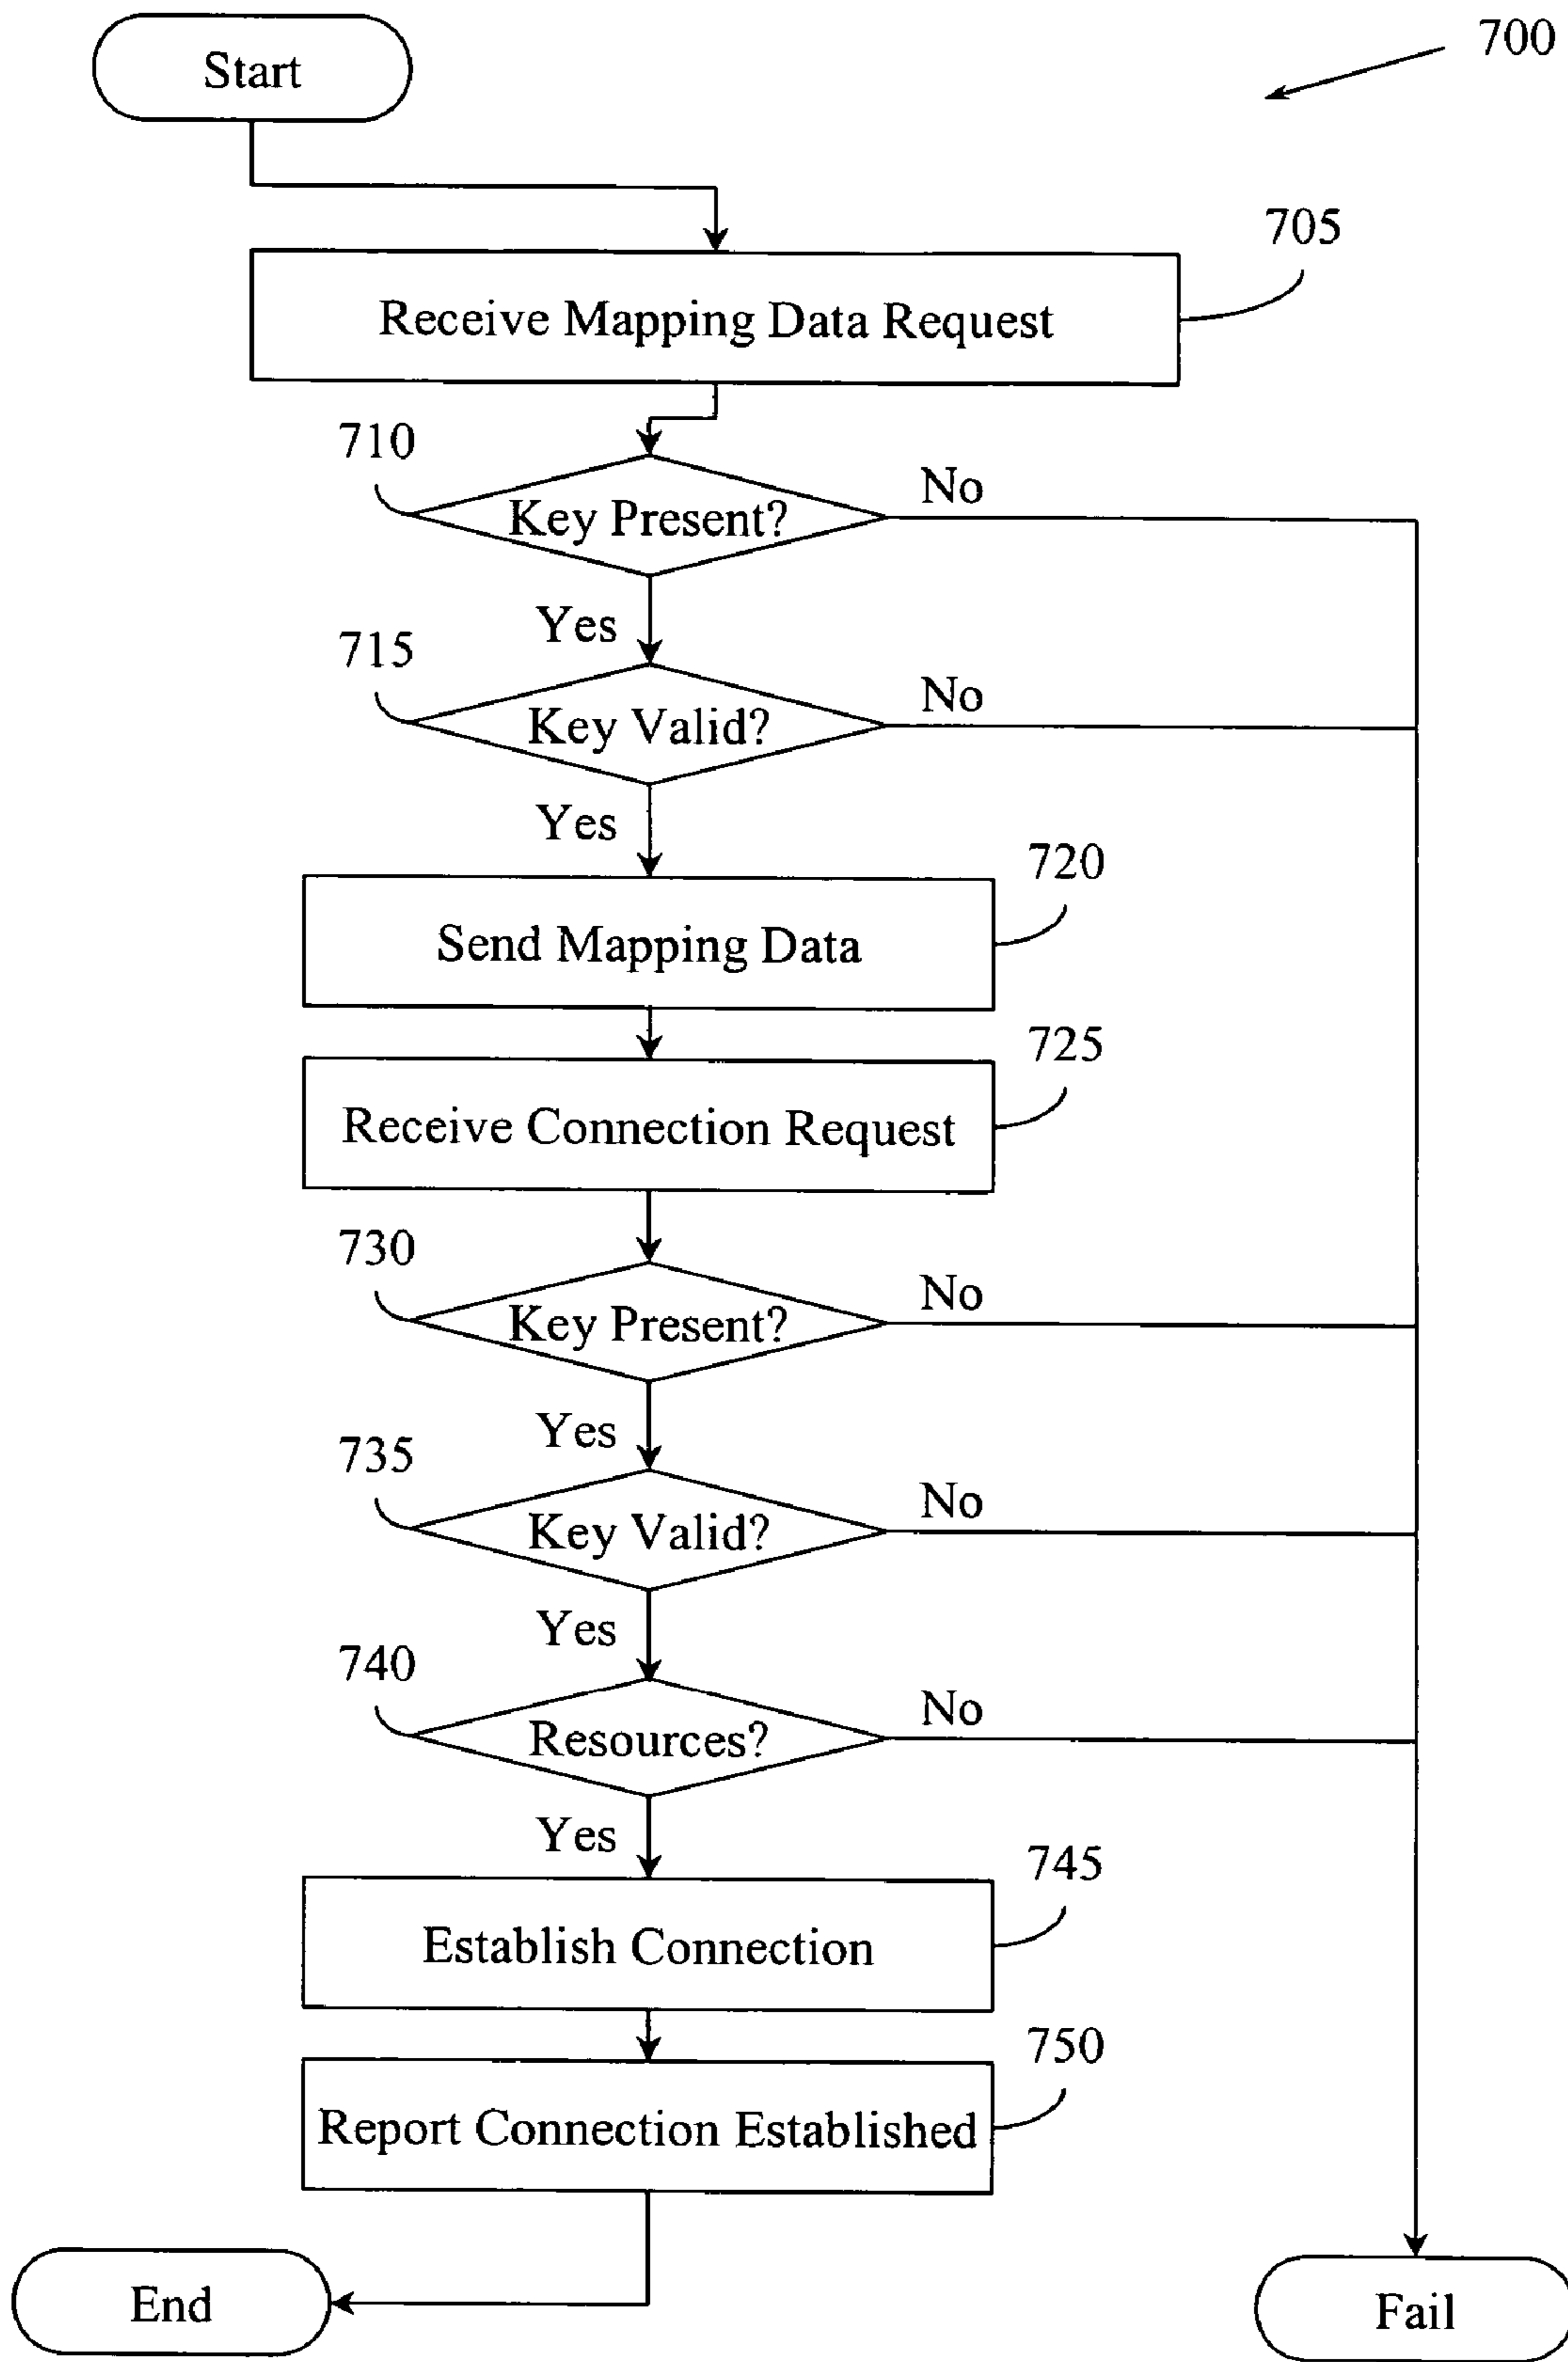 Start
700
705
Receive Mapping Data Request
710
No
Key Present?
Yes
715
No
Key Valid?
Yes
720
Send Mapping Data
725
Receive Connection Request
730
No
Key Present?
Yes
735
No
Key Valid?
Yes
740
No
Resources?
Yes
745
Establish Connection
750
Report Connection Established
End
Fail